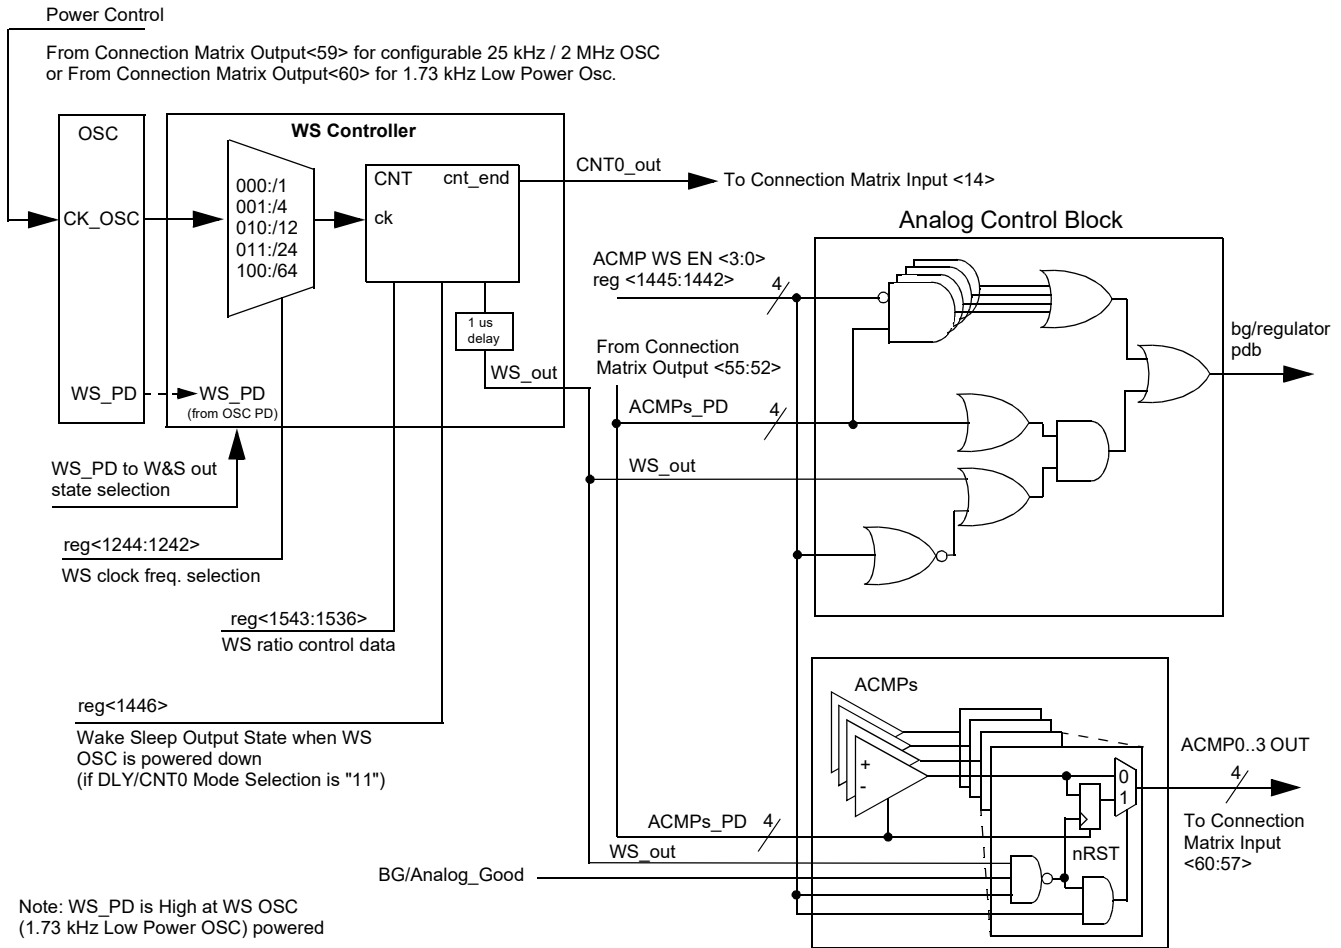 Power Control
From Connection Matrix Output<59> for configurable 25 kHz / 2 MHz OSC
or From Connection Matrix Output<60> for 1.73 kHz Low Power Osc.
OSC
CK_OSC
WS_PD
WS Controller
000:/1
001:/4
010:/12
011:/24
100:/64
CNT
cnt_end
ck
1 us
delay
WS_PD
(from OSC PD)
CNT0_out
To Connection Matrix Input <14>
WS_out
WS_PD to W&S out
state selection
reg<1244:1242>
WS clock freq. selection
reg<1543:1536>
WS ratio control data
reg<1446>
Wake Sleep Output State when WS
OSC is powered down
(if DLY/CNT0 Mode Selection is "11")
Analog Control Block
ACMP WS EN <3:0>
reg <1445:1442>
4
From Connection
Matrix Output <55:52>
ACMPs_PD
4
WS_out
bg/regulator
pdb
ACMPs
+
-
0
1
nRST
ACMPs_PD
4
WS_out
BG/Analog_Good
ACMP0..3 OUT
4
To Connection
Matrix Input
<60:57>
Note: WS_PD is High at WS OSC
(1.73 kHz Low Power OSC) powered